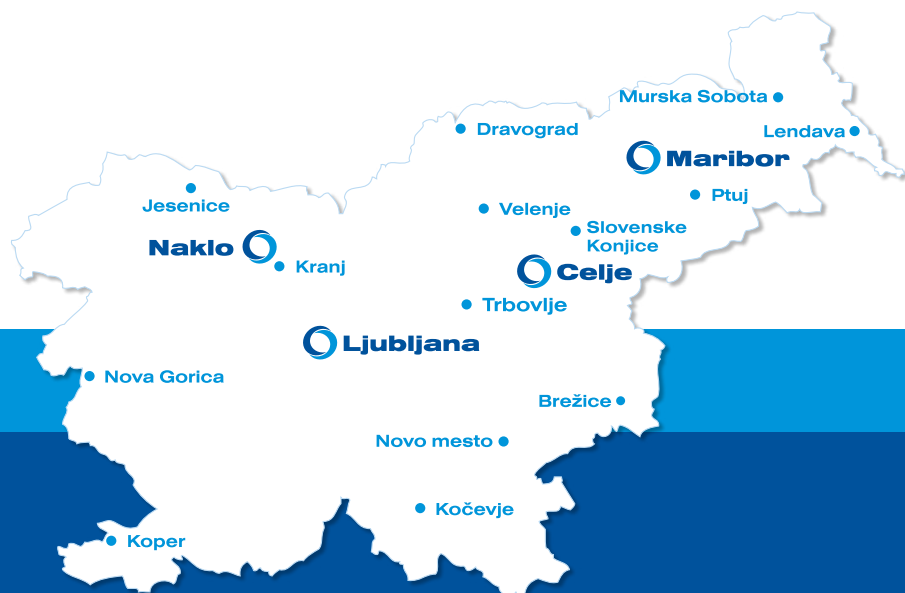 Murska Sobota
Dravograd
Lendava
Maribor
Jesenice
Ptuj
Velenje
Slovenske
Konjice
Naklo
Kranj
Celje
Trbovlje
Ljubljana
Nova Gorica
Brežice
Novo mesto
Kočevje
Koper